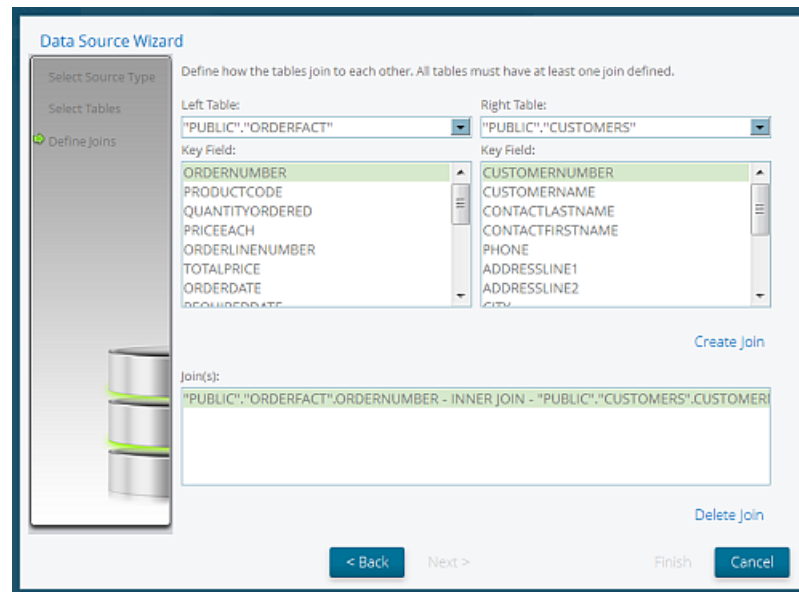 Data Source Wizard
Select Source Type
Select Tables
Define Joins
Define how the tables join to each other. All tables must have at least one join defined.
Left Table:
Right Table:
"PUBLIC"."ORDERFACT"
"PUBLIC"."CUSTOMERS"
Key Field:
Key Field:
ORDERNUMBER
PRODUCTCODE
QUANTITYORDERED
PRICEEACH
ORDERLINENUMBER
TOTALPRICE
ORDERDATE
REQUIREDDATE
CUSTOMERNUMBER
CUSTOMERNAME
CONTACTLASTNAME
CONTACTFIRSTNAME
PHONE
ADDRESSLINE1
ADDRESSLINE2
CITY
Create Join
Join(s):
"PUBLIC"."ORDERFACT".ORDERNUMBER - INNER JOIN - "PUBLIC"."CUSTOMERS".CUSTOMER
Delete Join
< Back
Next >
Finish
Cancel